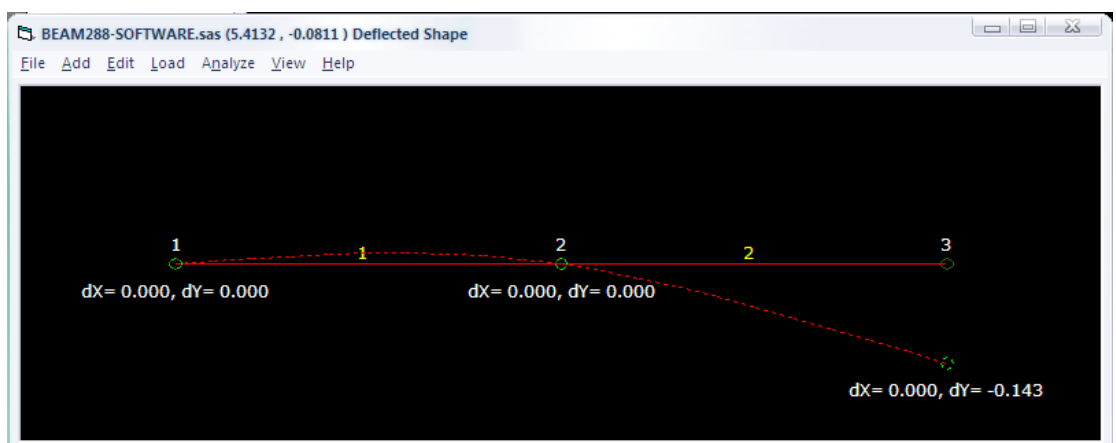 BEAM288-SOFTWARE.sas (5.4132 , -0.0811 ) Deflected Shape
File Add Edit Load Analyze View Help
1 2 3
1 2
dX= 0.000, dY= 0.000 dX= 0.000, dY= 0.000
dX= 0.000, dY= -0.143